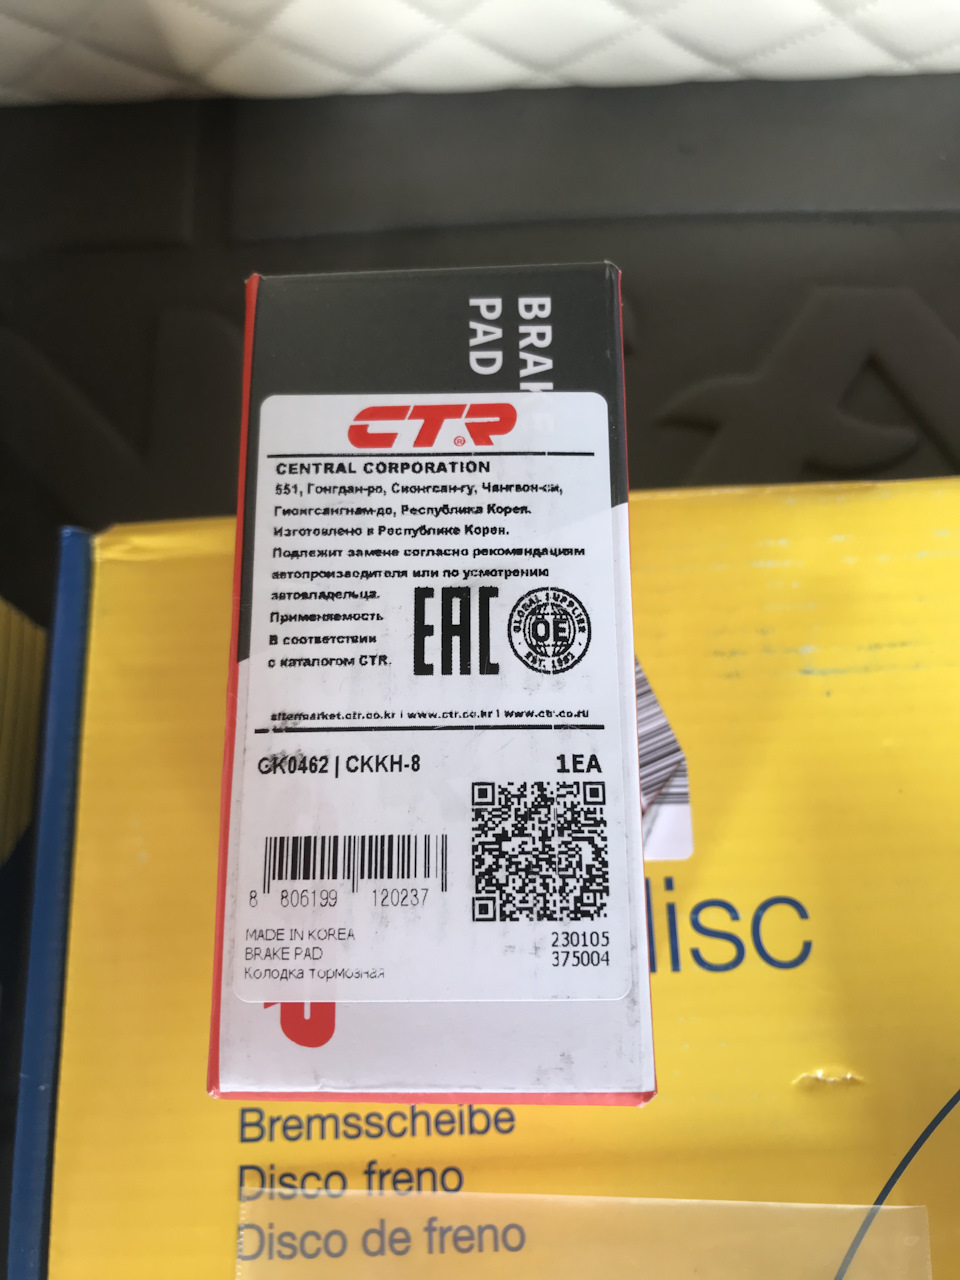 BRAKE
PAD
CTR®
CENTRAL CORPORATION
551, Гонгдан-ро, Сионгсан-гу, Чангвон-си,
Гионгсангнам-до, Республика Корея.
Изготовлено в Республике Корея.
Подлежит замене согласно рекомендациям
автопроизводителя или по усмотрению
автовладельца.
Применяемость
В соответствии
с каталогом CTR.
EAC
GLOBAL SUPPLIER
OE
aftermarket.ctr.co.kr | www.ctr.co.kr | www.ctr.co.ru
GK0462 | CKKH-8 1EA
8 806199 120237
MADE IN KOREA
BRAKE PAD
Колодка тормозная
230105
375004
disc
Bremsscheibe
Disco freno
Disco de freno